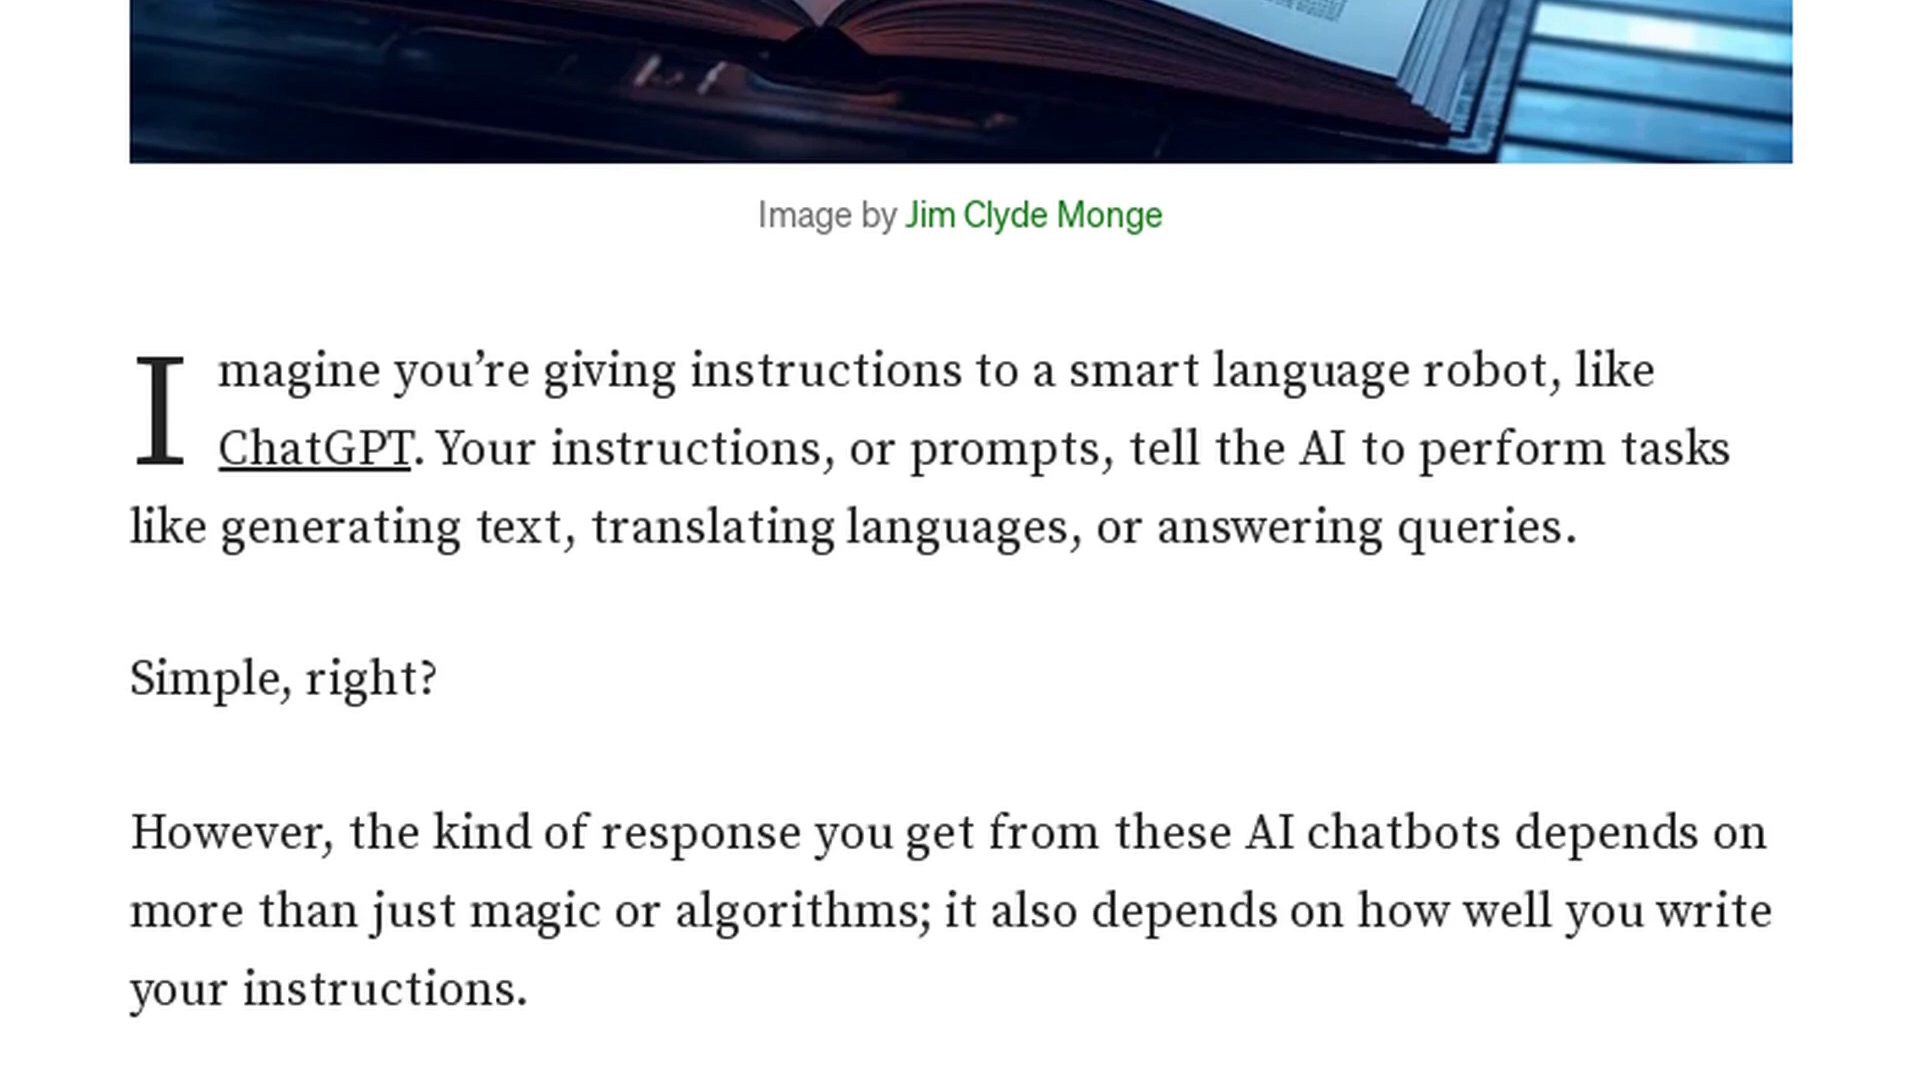 Image by Jim Clyde Monge
Imagine you’re giving instructions to a smart language robot, like
ChatGPT. Your instructions, or prompts, tell the AI to perform tasks
like generating text, translating languages, or answering queries.
Simple, right?
However, the kind of response you get from these AI chatbots depends on
more than just magic or algorithms; it also depends on how well you write
your instructions.